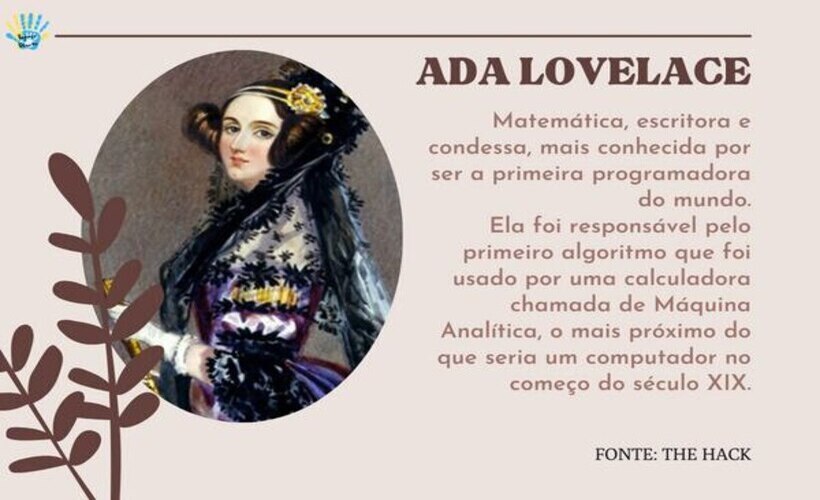 ADA LOVELACE
Matemática, escritora e
condessa, mais conhecida por
ser a primeira programadora
do mundo.
Ela foi responsável pelo
primeiro algoritmo que foi
usado por uma calculadora
chamada de Máquina
Analítica, o mais próximo do
que seria um computador no
começo do século XIX.
FONTE: THE HACK